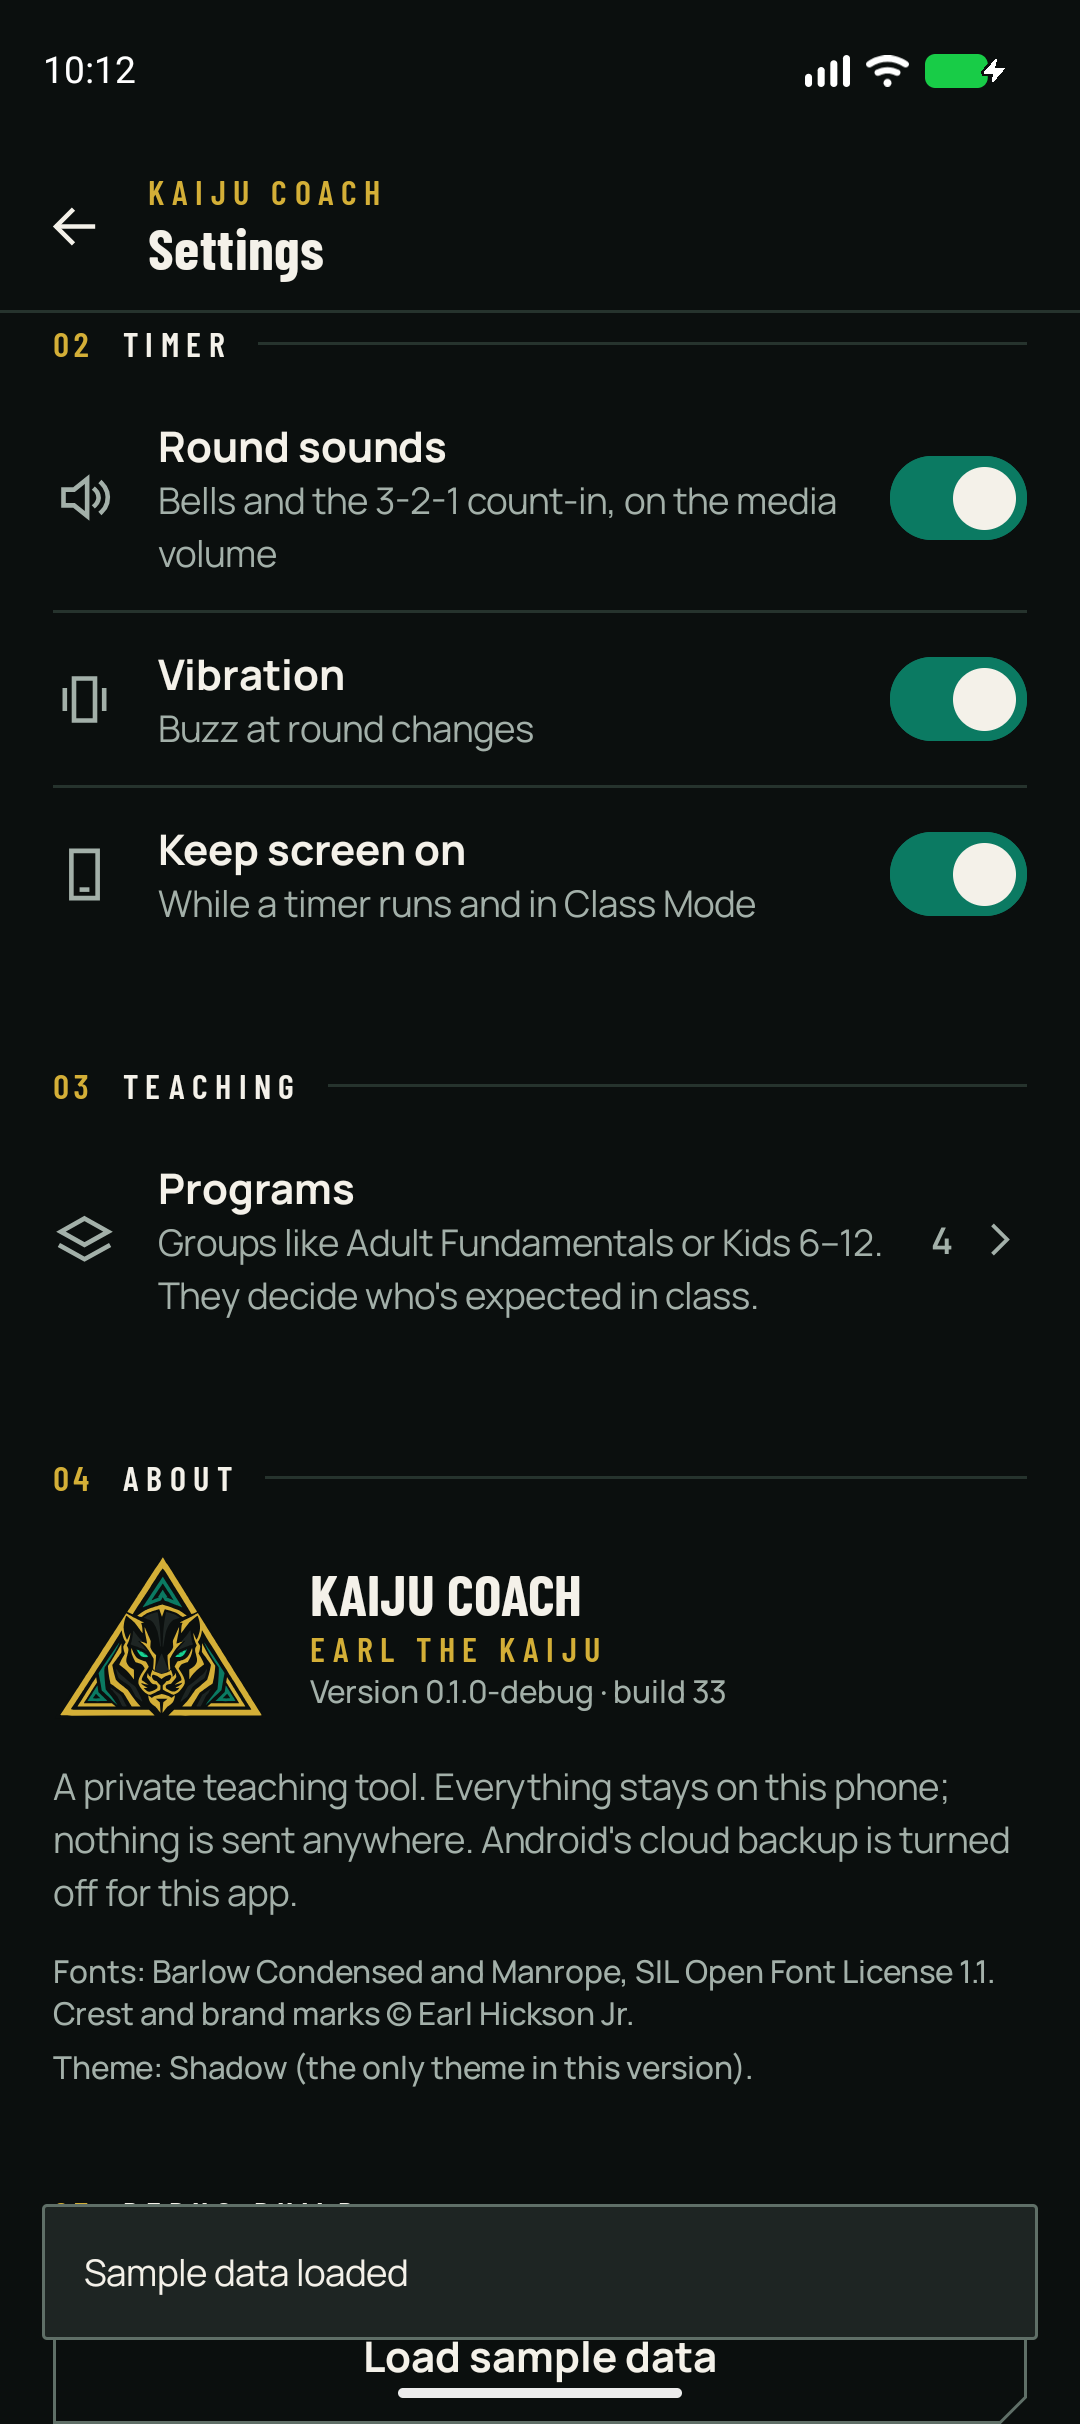 10:12
KAIJU COACH
Settings
02 TIMER
Round sounds
Bells and the 3-2-1 count-in, on the media
volume
Vibration
Buzz at round changes
Keep screen on
While a timer runs and in Class Mode
03 TEACHING
Programs
Groups like Adult Fundamentals or Kids 6–12.
They decide who's expected in class.
4
04 ABOUT
KAIJU COACH
EARL THE KAIJU
Version 0.1.0-debug · build 33
A private teaching tool. Everything stays on this phone;
nothing is sent anywhere. Android's cloud backup is turned
off for this app.
Fonts: Barlow Condensed and Manrope, SIL Open Font License 1.1.
Crest and brand marks © Earl Hickson Jr.
Theme: Shadow (the only theme in this version).
Sample data loaded
Load sample data